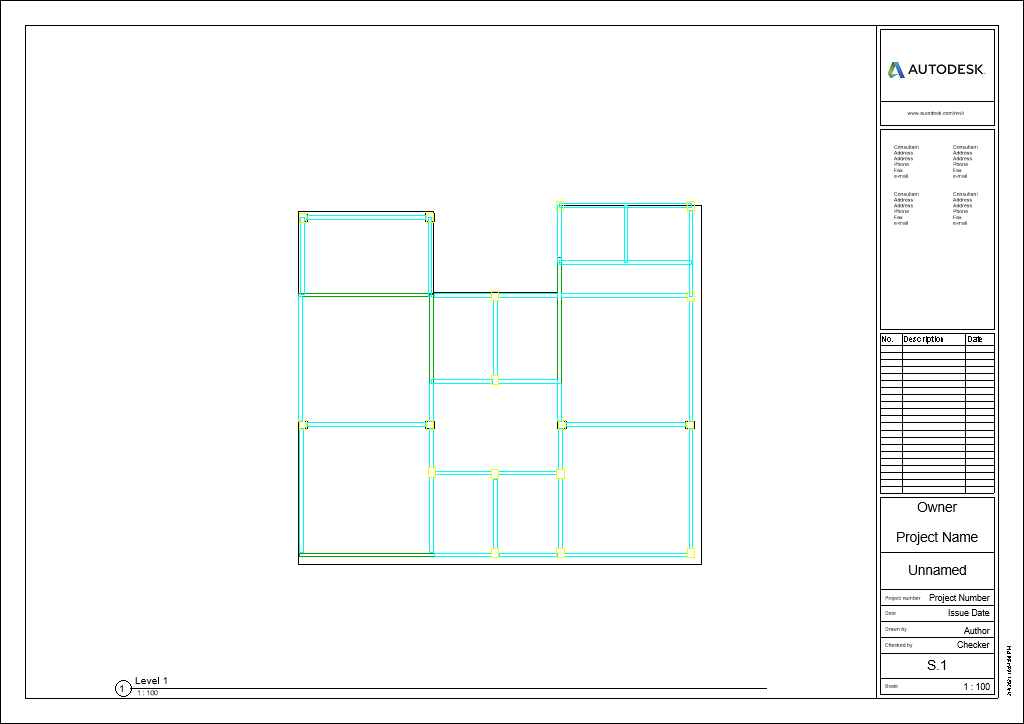 AUTODESK.
www.autodesk.com/revit
Consultant
Address
Address
Phone
Fax
e-mail
Consultant
Address
Address
Phone
Fax
e-mail
Consultant
Address
Address
Phone
Fax
e-mail
Consultant
Address
Address
Phone
Fax
e-mail
No. Description Date
Owner
Project Name
Unnamed
Project number Project Number
Date Issue Date
Drawn by Author
Checked by Checker
S.1
Scale 1 : 100
1 Level 1
1 : 100